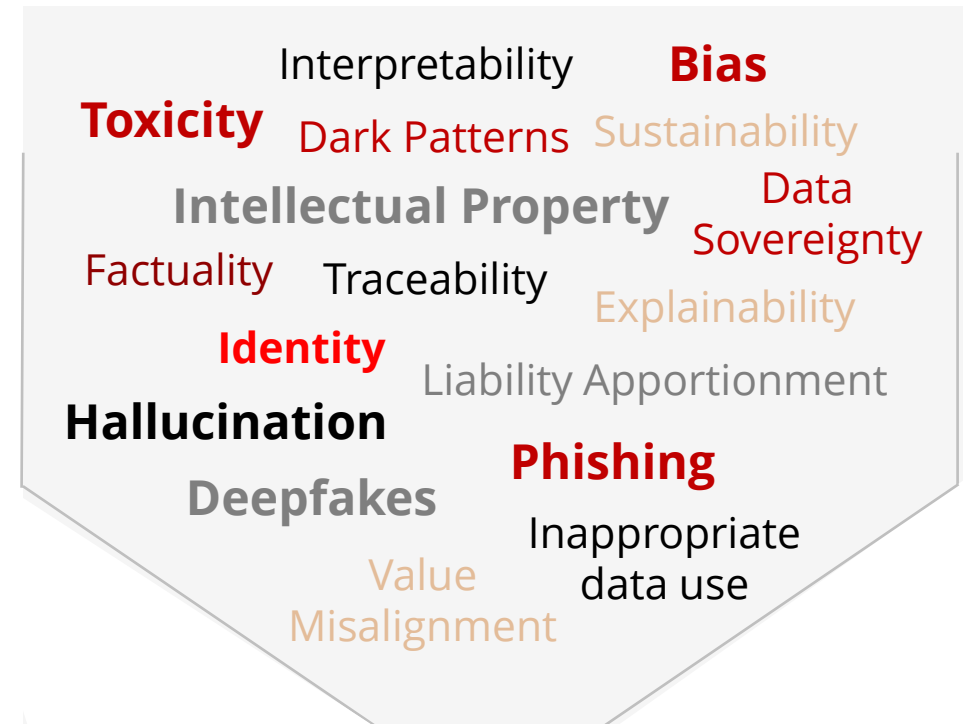 Interpretability
Bias
Toxicity
Dark Patterns
Sustainability
Intellectual Property
Data
Sovereignty
Factuality
Traceability
Explainability
Identity
Liability Apportionment
Hallucination
Phishing
Deepfakes
Inappropriate
data use
Value
Misalignment